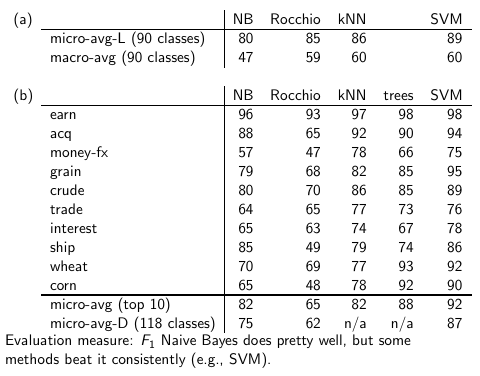 (a) NB Rocchio kNN SVM
micro-avg-L (90 classes) 80 85 86 89
macro-avg (90 classes) 47 59 60 60
(b) NB Rocchio kNN trees SVM
earn 96 93 97 98 98
acq 88 65 92 90 94
money-fx 57 47 78 66 75
grain 79 68 82 85 95
crude 80 70 86 85 89
trade 64 65 77 73 76
interest 65 63 74 67 78
ship 85 49 79 74 86
wheat 70 69 77 93 92
corn 65 48 78 92 90
micro-avg (top 10) 82 65 82 88 92
micro-avg-D (118 classes) 75 62 n/a n/a 87
Evaluation measure: F1 Naive Bayes does pretty well, but some
methods beat it consistently (e.g., SVM).